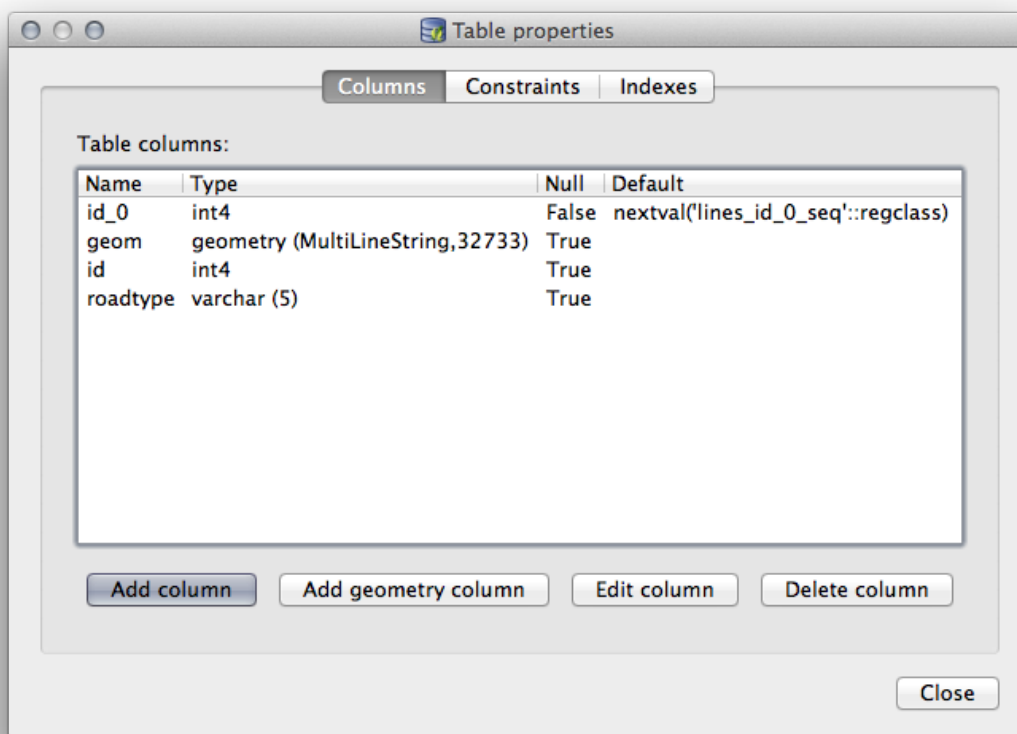 Table properties
Columns Constraints Indexes
Table columns:
Name Type Null Default
id_0 int4 False nextval('lines_id_0_seq'::regclass)
geom geometry (MultiLineString,32733) True
id int4 True
roadtype varchar (5) True
Add column Add geometry column Edit column Delete column
Close